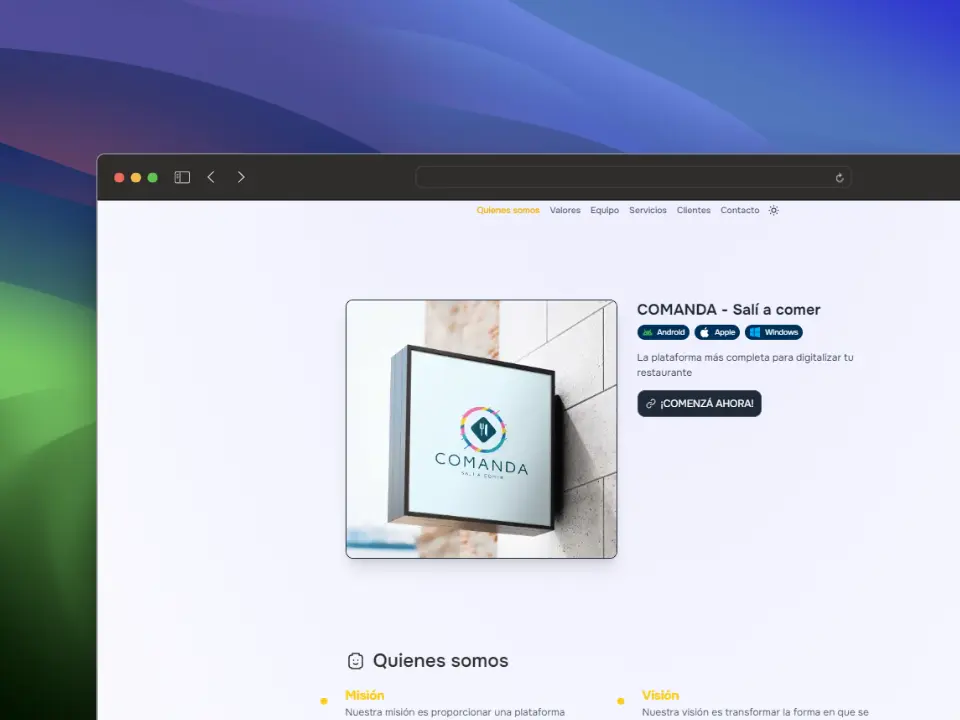 Quienes somos Valores Equipo Servicios Clientes Contacto
COMANDA
SALÍ A COMER
COMANDA - Salí a comer
Android Apple Windows
La plataforma más completa para digitalizar tu
restaurante
¡COMENZÁ AHORA!
Quienes somos
Misión
Nuestra misión es proporcionar una plataforma
Visión
Nuestra visión es transformar la forma en que se